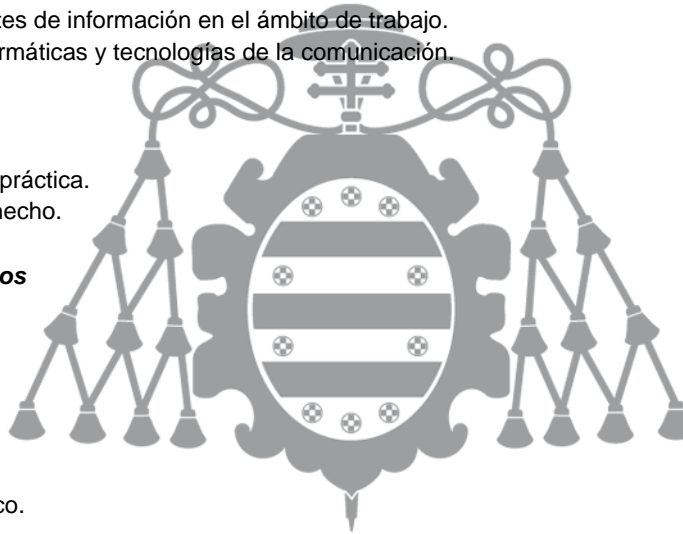 tes de información en el ámbito de trabajo.
rmáticas y tecnologías de la comunicación.
práctica.
hecho.
os
co.